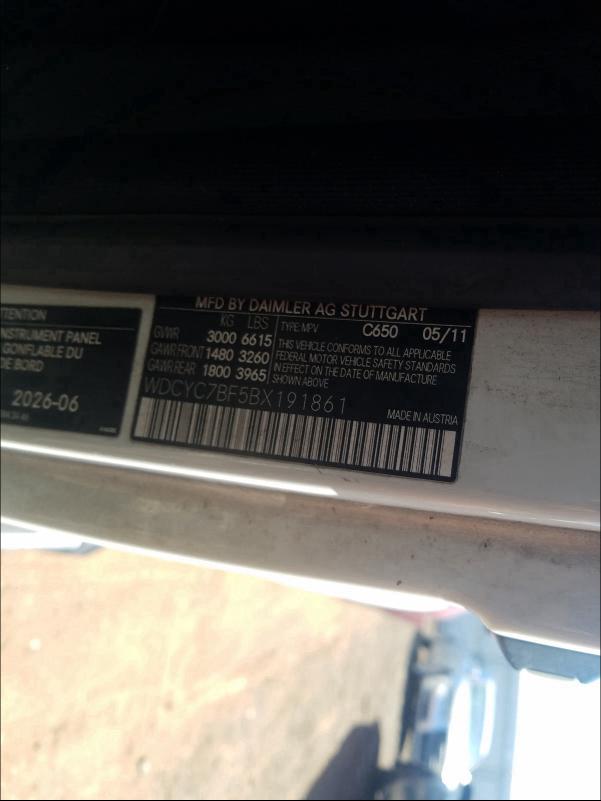 TTENTION
NSTRUMENT PANEL
GONFLABLE DU
DE BORD
2026-06
MFD BY DAIMLER AG STUTTGART
KG LBS
GVWR 3000 6615
GAWR FRONT 1480 3260
GAWR REAR 1800 3965
TYPE: MPV C650 05/11
THIS VEHICLE CONFORMS TO ALL APPLICABLE
FEDERAL MOTOR VEHICLE SAFETY STANDARDS
IN EFFECT ON THE DATE OF MANUFACTURE
SHOWN ABOVE
WDCYC7BF5BX191861
MADE IN AUSTRIA